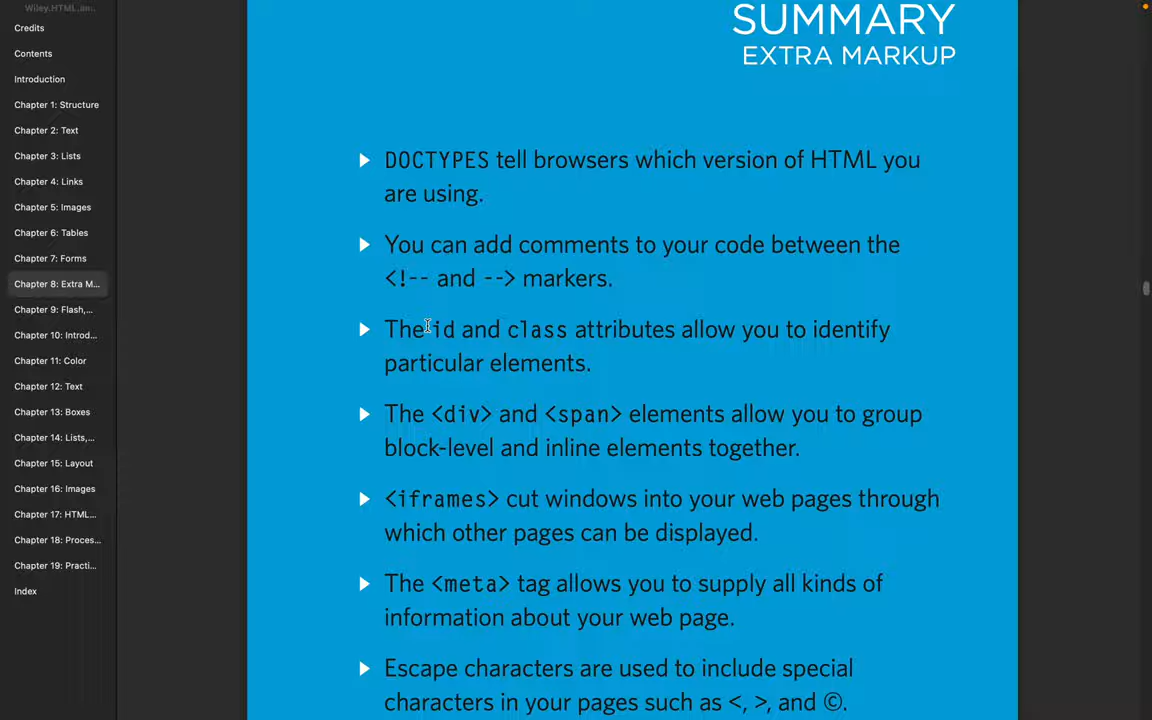 Wiley.HTML.an...
Credits
Contents
Introduction
Chapter 1: Structure
Chapter 2: Text
Chapter 3: Lists
Chapter 4: Links
Chapter 5: Images
Chapter 6: Tables
Chapter 7: Forms
Chapter 8: Extra M...
Chapter 9: Flash,...
Chapter 10: Introd...
Chapter 11: Color
Chapter 12: Text
Chapter 13: Boxes
Chapter 14: Lists,...
Chapter 15: Layout
Chapter 16: Images
Chapter 17: HTML...
Chapter 18: Proces...
Chapter 19: Practi...
Index
SUMMARY
EXTRA MARKUP
DOCTYPES tell browsers which version of HTML you
are using.
You can add comments to your code between the
<!-- and --> markers.
The id and class attributes allow you to identify
particular elements.
The <div> and <span> elements allow you to group
block-level and inline elements together.
<iframes> cut windows into your web pages through
which other pages can be displayed.
The <meta> tag allows you to supply all kinds of
information about your web page.
Escape characters are used to include special
characters in your pages such as <, >, and ©.